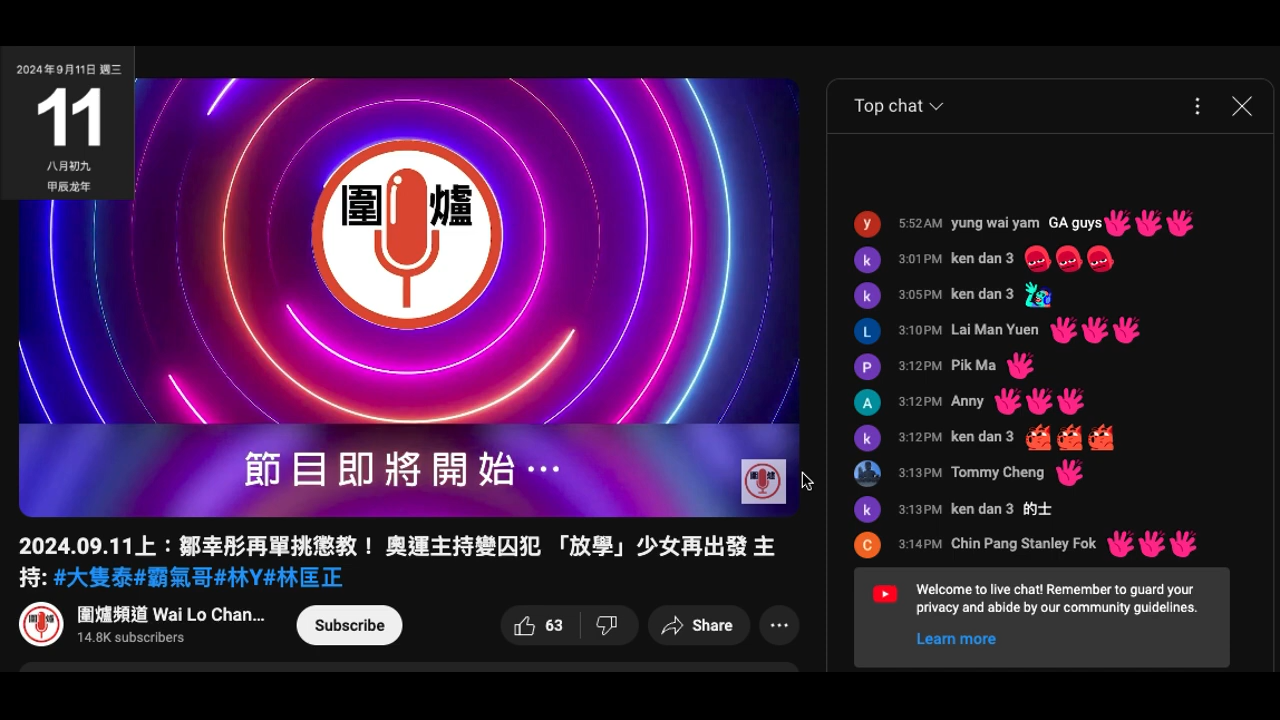 2024年9月11日 週三
11
八月初九
甲辰龙年
圍爐
節目即將開始⋯
圍爐
2024.09.11上：鄒幸彤再單挑懲教！ 奧運主持變囚犯 「放學」少女再出發 主
持: #大隻泰#霸氣哥#林Y#林匡正
圍爐
圍爐頻道 Wai Lo Chan...
14.8K subscribers
Subscribe
63
Share
Top chat
y 5:52 AM yung wai yam GA guys
k 3:01 PM ken dan 3
k 3:05 PM ken dan 3
L 3:10 PM Lai Man Yuen
P 3:12 PM Pik Ma
A 3:12 PM Anny
k 3:12 PM ken dan 3
3:13 PM Tommy Cheng
k 3:13 PM ken dan 3 的士
C 3:14 PM Chin Pang Stanley Fok
Welcome to live chat! Remember to guard your
privacy and abide by our community guidelines.
Learn more